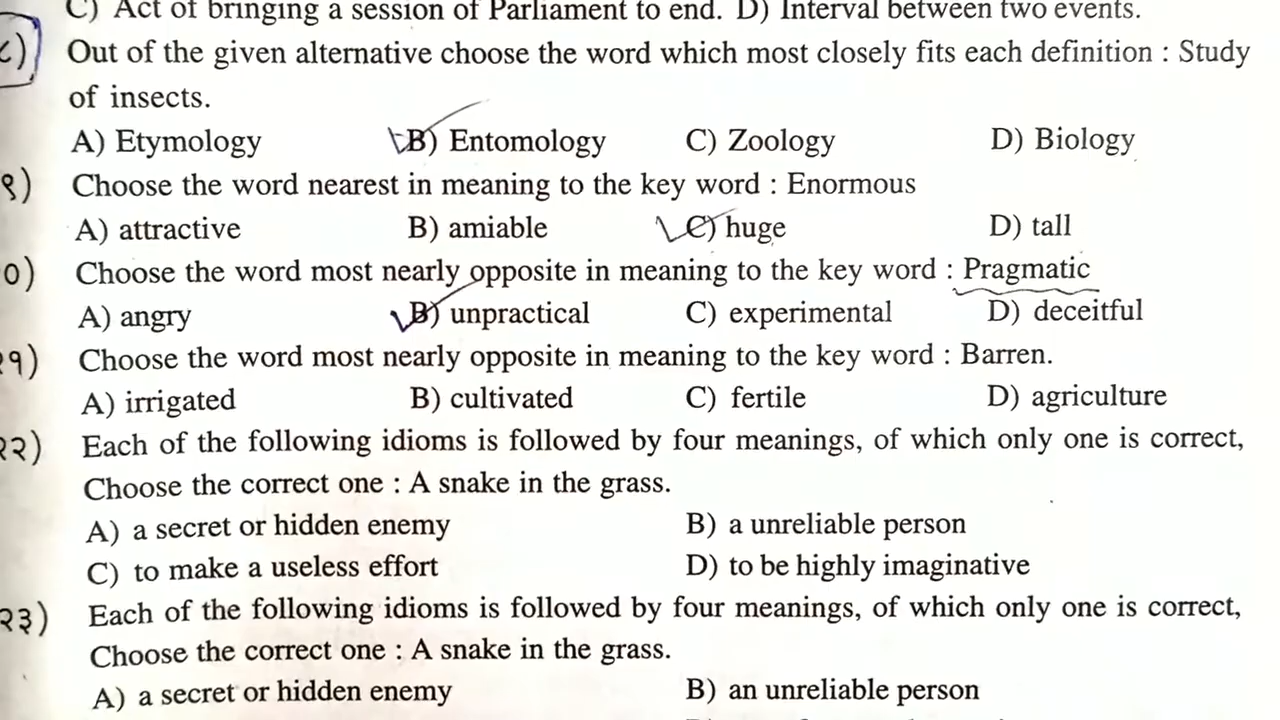 C) Act of bringing a session of Parliament to end. D) Interval between two events.
८) Out of the given alternative choose the word which most closely fits each definition : Study
of insects.
A) Etymology B) Entomology C) Zoology D) Biology
९) Choose the word nearest in meaning to the key word : Enormous
A) attractive B) amiable C) huge D) tall
०) Choose the word most nearly opposite in meaning to the key word : Pragmatic
A) angry B) unpractical C) experimental D) deceitful
२१) Choose the word most nearly opposite in meaning to the key word : Barren.
A) irrigated B) cultivated C) fertile D) agriculture
२२) Each of the following idioms is followed by four meanings, of which only one is correct,
Choose the correct one : A snake in the grass.
A) a secret or hidden enemy B) a unreliable person
C) to make a useless effort D) to be highly imaginative
२३) Each of the following idioms is followed by four meanings, of which only one is correct,
Choose the correct one : A snake in the grass.
A) a secret or hidden enemy B) an unreliable person